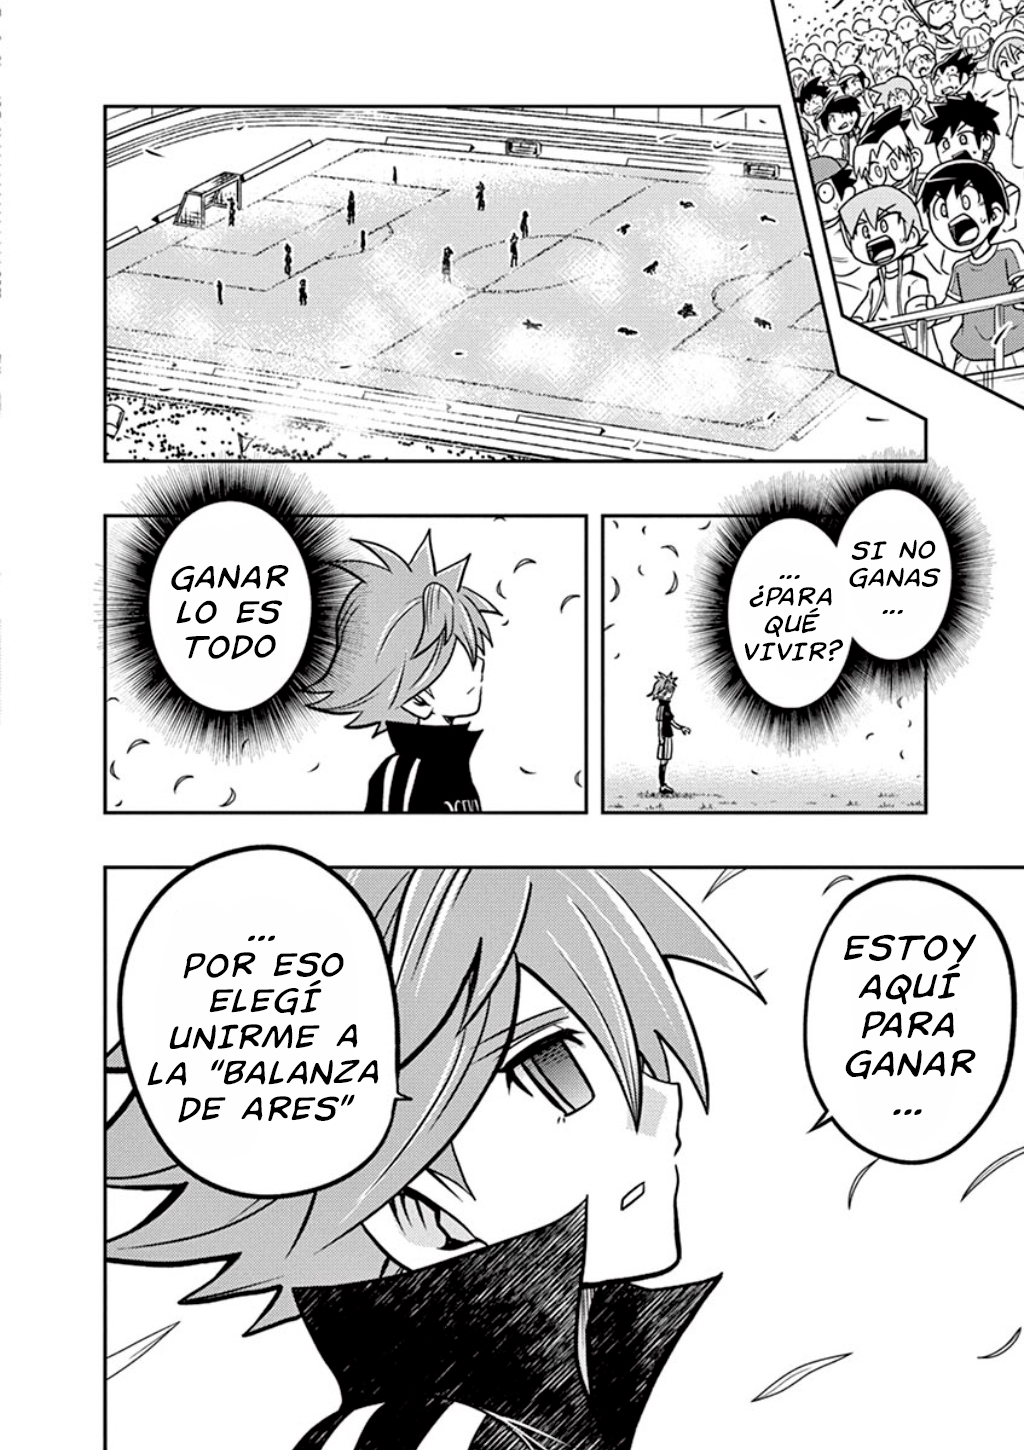 SI NO
GANAS
...
...
¿PARA
QUÉ
VIVIR?
GANAR
LO ES
TODO
ESTOY
AQUÍ
PARA
GANAR
...
...
POR ESO
ELEGÍ
UNIRME A
LA "BALANZA
DE ARES"